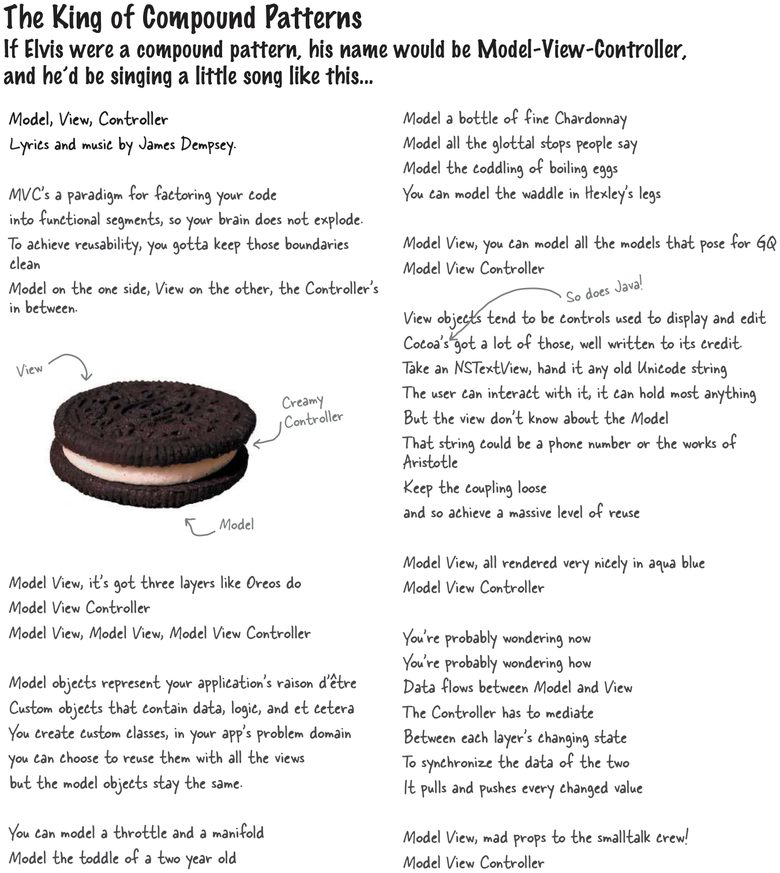 The King of Compound Patterns
If Elvis were a compound pattern, his name would be Model-View-Controller,
and he'd be singing a little song like this...
Model, View, Controller
Lyrics and music by James Dempsey.
MVC's a paradigm for factoring your code
into functional segments, so your brain does not explode.
To achieve reusability, you gotta keep those boundaries
clean
Model on the one side, View on the other, the Controller's
in between.
View
Creamy
Controller
Model
Model View, it's got three layers like Oreos do
Model View Controller
Model View, Model View, Model View Controller
Model objects represent your application's raison d'être
Custom objects that contain data, logic, and et cetera
You create custom classes, in your app's problem domain
you can choose to reuse them with all the views
but the model objects stay the same.
You can model a throttle and a manifold
Model the toddle of a two year old
Model a bottle of fine Chardonnay
Model all the glottal stops people say
Model the coddling of boiling eggs
You can model the waddle in Hexley's legs
Model View, you can model all the models that pose for GQ
Model View Controller
So does Java!
View objects tend to be controls used to display and edit
Cocoa's got a lot of those, well written to its credit.
Take an NSTextView, hand it any old Unicode string
The user can interact with it, it can hold most anything
But the view don't know about the Model
That string could be a phone number or the works of
Aristotle
Keep the coupling loose
and so achieve a massive level of reuse
Model View, all rendered very nicely in aqua blue
Model View Controller
You're probably wondering now
You're probably wondering how
Data flows between Model and View
The Controller has to mediate
Between each layer's changing state
To synchronize the data of the two
It pulls and pushes every changed value
Model View, mad props to the smalltalk crew!
Model View Controller